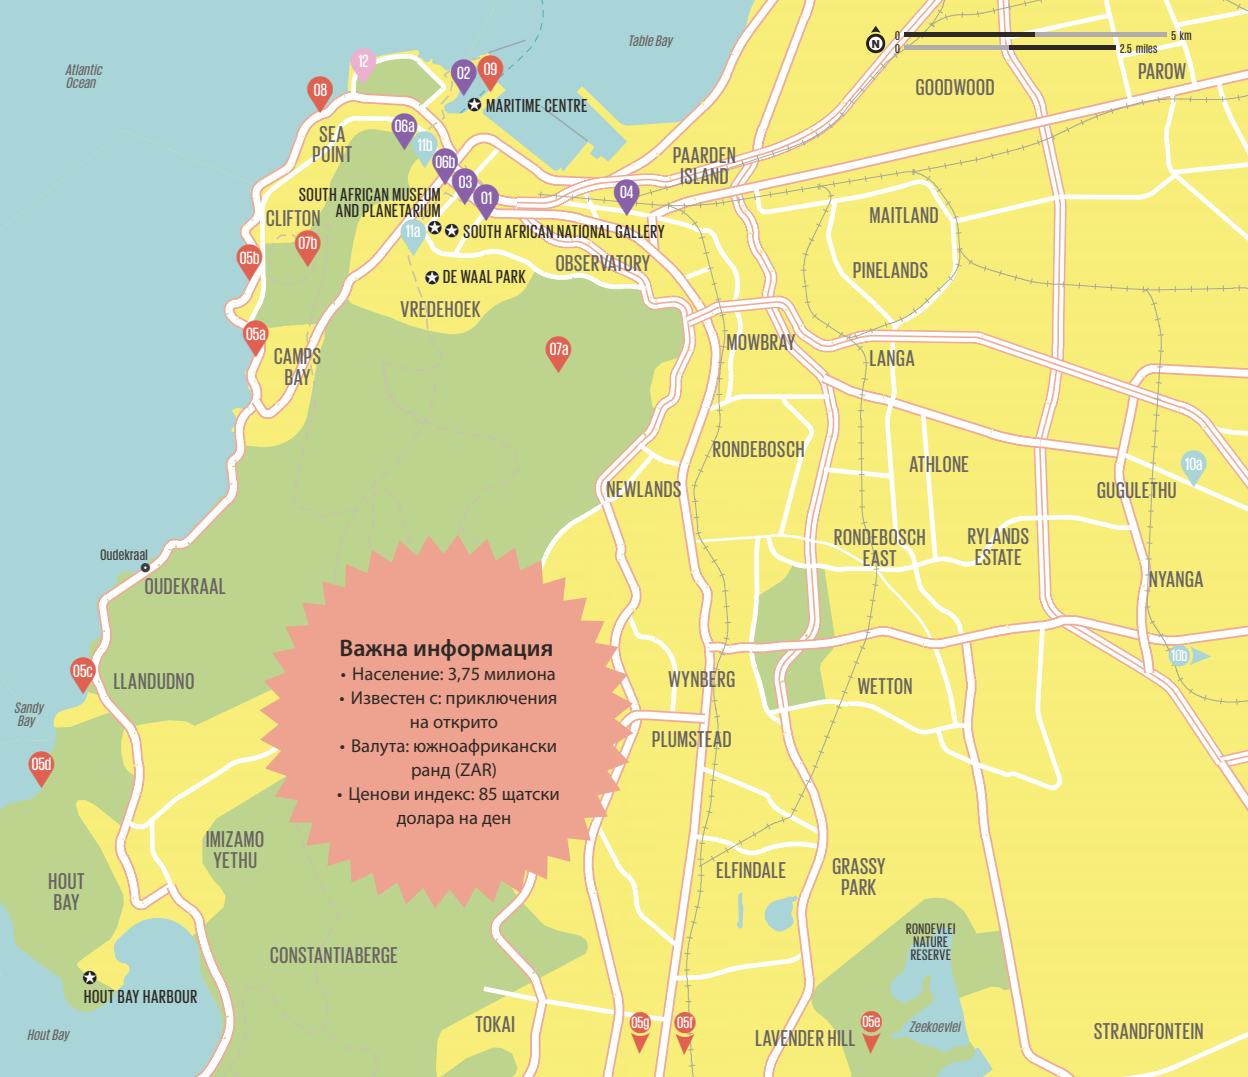 Table Bay
0
5 km
0
2.5 miles
N
PAROW
GOODWOOD
Atlantic
Ocean
12
02
09
08
MARITIME CENTRE
SEA
POINT
06a
11b
06b
03
01
04
PAARDEN
ISLAND
SOUTH AFRICAN MUSEUM
AND PLANETARIUM
MAITLAND
CLIFTON
11a
SOUTH AFRICAN NATIONAL GALLERY
07b
05b
OBSERVATORY
PINELANDS
DE WAAL PARK
VREDEHOEK
05a
07a
CAMPS
BAY
MOWBRAY
LANGA
RONDEBOSCH
ATHLONE
10a
GUGULETHU
NEWLANDS
RONDEBOSCH
EAST
RYLANDS
ESTATE
Oudekraal
OUDEKRAAL
NYANGA
10b
05c
LLANDUDNO
WYNBERG
WETTON
Sandy
Bay
PLUMSTEAD
05d
Важна информация
• Население: 3,75 милиона
• Известен с: приключения
на открито
• Валута: южноафрикански
ранд (ZAR)
• Ценови индекс: 85 щатски
долара на ден
IMIZAMO
YETHU
HOUT
BAY
ELFINDALE
GRASSY
PARK
RONDEVLEI
NATURE
RESERVE
CONSTANTIABERGE
HOUT BAY HARBOUR
Hout Bay
TOKAI
05g
05f
05e
LAVENDER HILL
Zeekoevlei
STRANDFONTEIN